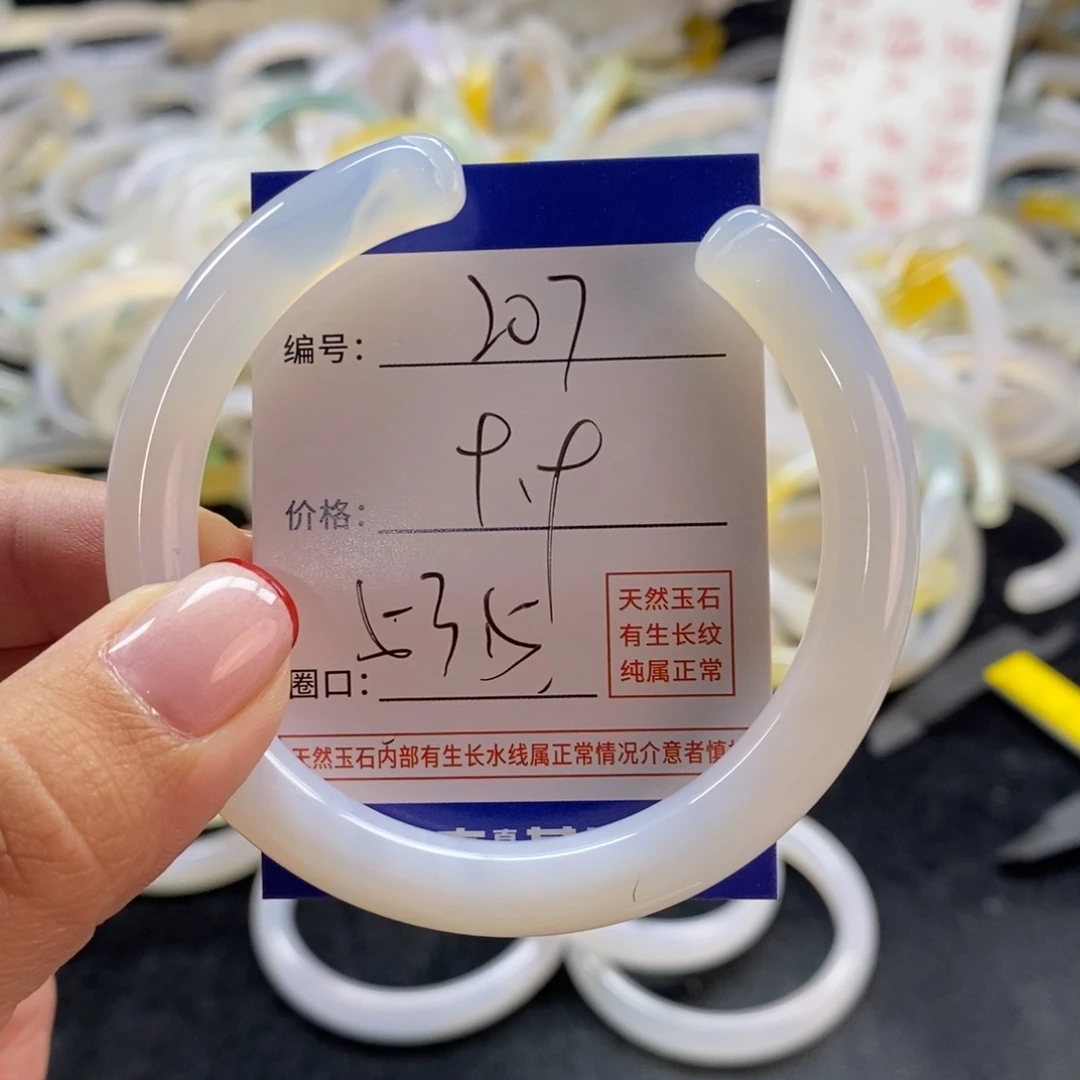 编号: 207
价格: 9.9
圈口:
天然玉石
有生长纹
纯属正常
天然玉石内部有生长水线属正常情况介意者慎